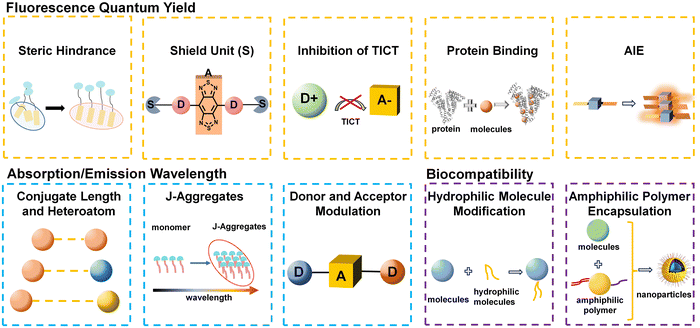 Fluorescence Quantum Yield
Steric Hindrance
Shield Unit (S)
A
S
D
D
S
N
S
N
N
S
N
Inhibition of TICT
D+
A-
TICT
Protein Binding
protein
molecules
AIE
Absorption/Emission Wavelength
Conjugate Length
and Heteroatom
J-Aggregates
monomer
J-Aggregates
wavelength
Donor and Acceptor
Modulation
D
A
D
Biocompatibility
Hydrophilic Molecule
Modification
molecules
hydrophilic
molecules
Amphiphilic Polymer
Encapsulation
molecules
amphiphilic
polymer
nanoparticles